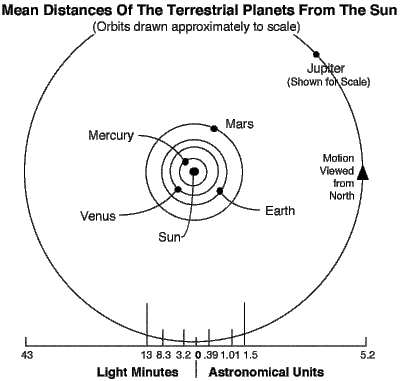 Mean Distances Of The Terrestrial Planets From The Sun
(Orbits drawn approximately to scale)
Jupiter
(Shown for Scale)
Mars
Mercury
Motion
Viewed
from
North
Venus
Earth
Sun
43 13 8.3 3.2 0 .39 1.01 1.5 5.2
Light Minutes Astronomical Units